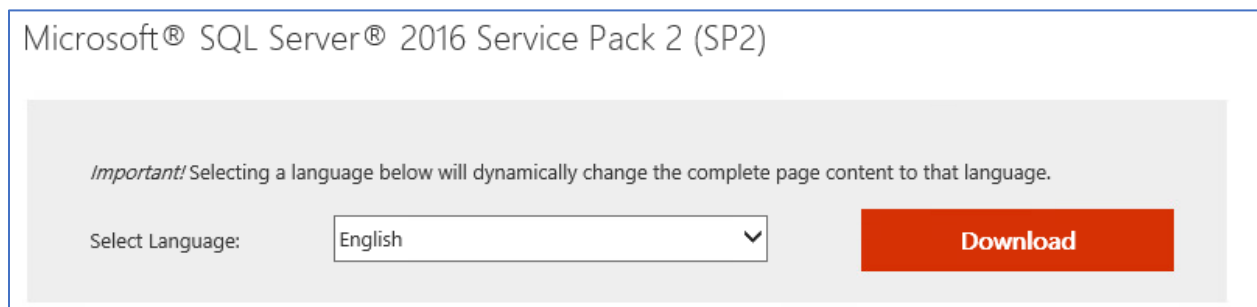 Microsoft® SQL Server® 2016 Service Pack 2 (SP2)
Important! Selecting a language below will dynamically change the complete page content to that language.
Select Language: English Download